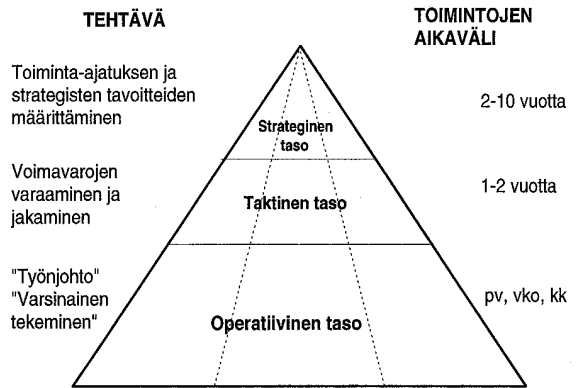 TEHTÄVÄ
TOIMINTOJEN
AIKAVÄLI
Toiminta-ajatuksen ja
strategisten tavoitteiden
määrittäminen
Strateginen
taso
2-10 vuotta
Voimavarojen
varaaminen ja
jakaminen
Taktinen taso
1-2 vuotta
"Työnjohto"
"Varsinainen
tekeminen"
Operatiivinen taso
pv, vko, kk